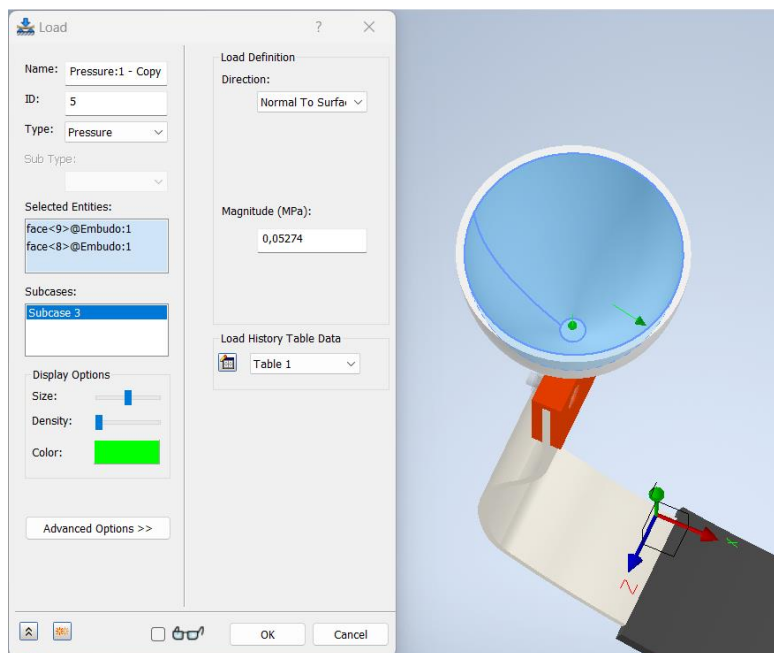 Load
Name: Pressure:1 - Copy
ID: 5
Type: Pressure
Sub Type:
Selected Entities:
face<9>@Embudo:1
face<8>@Embudo:1
Subcases:
Subcase 3
Display Options
Size:
Density:
Color:
Advanced Options >>
Load Definition
Direction:
Normal To Surfa
Magnitude (MPa):
0,05274
Load History Table Data
Table 1
OK
Cancel
Z